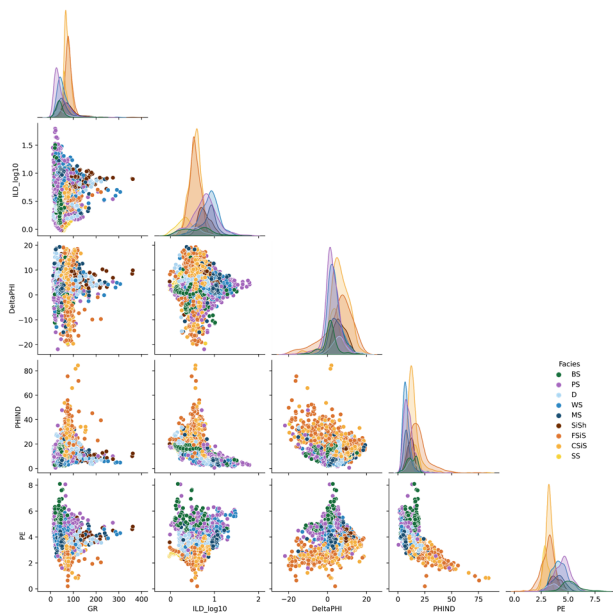 1.5
1.0
0.5
0.0
ILD_log10
20
10
0
−10
−20
DeltaPHI
80
60
40
20
0
PHIND
Facies
BS
PS
D
WS
MS
SiSh
FSiS
CSiS
SS
8
6
4
2
0
PE
0 100 200 300 400
GR
0 1 2
ILD_log10
−20 0 20
DeltaPHI
0 25 50 75
PHIND
0.0 2.5 5.0 7.5
PE